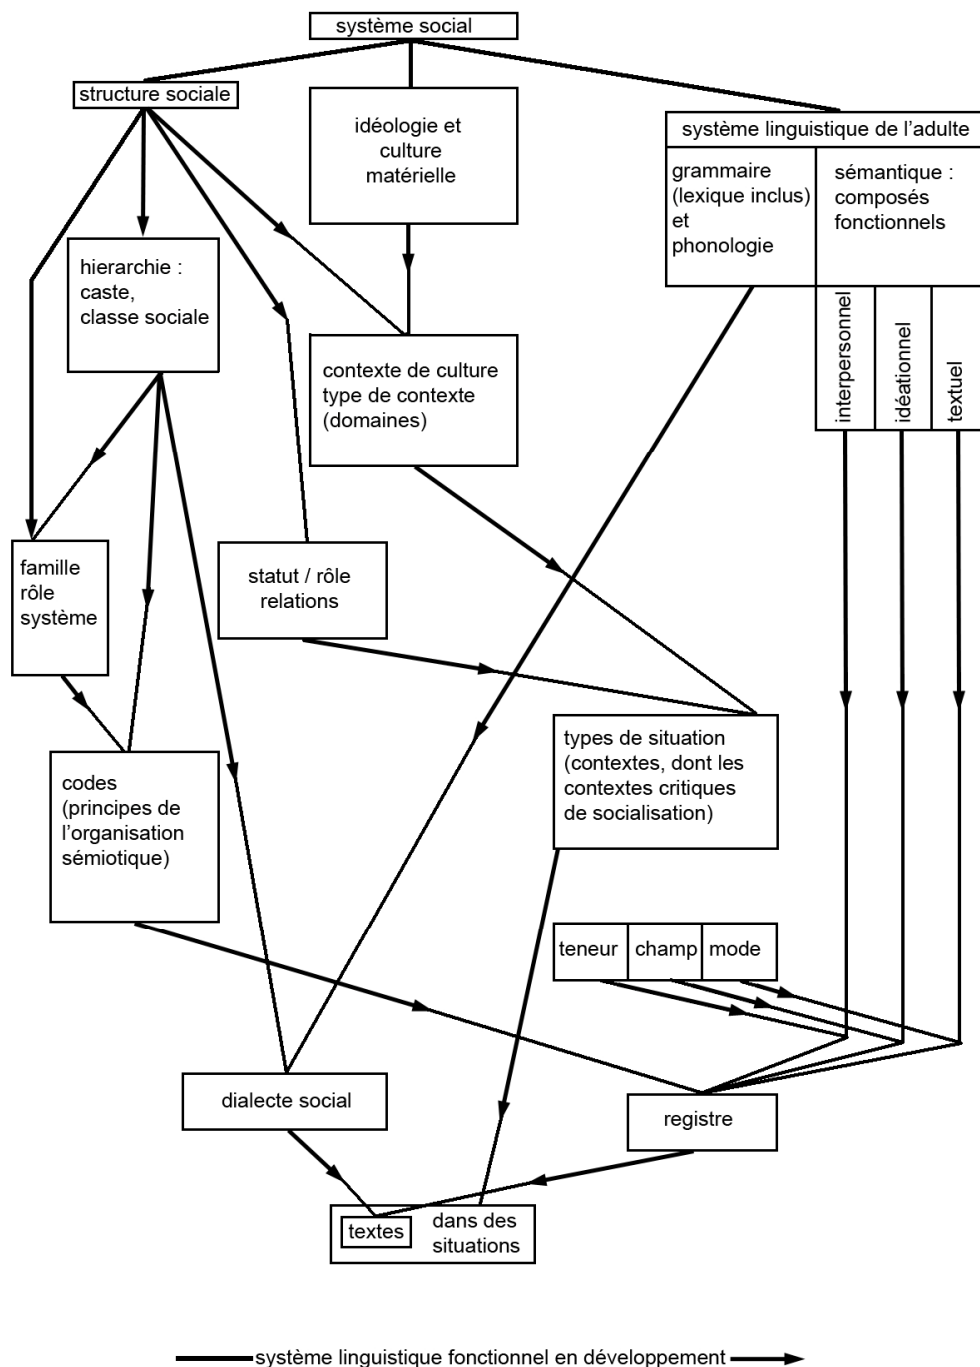 système social
structure sociale
idéologie et
culture
matérielle
système linguistique de l'adulte
grammaire
(lexique inclus)
et
phonologie
sémantique :
composés
fonctionnels
interpersonnel
idéationnel
textuel
hierarchie :
caste,
classe sociale
contexte de culture
type de contexte
(domaines)
famille
rôle
système
statut / rôle
relations
types de situation
(contextes, dont les
contextes critiques
de socialisation)
codes
(principes de
l'organisation
sémiotique)
teneur
champ
mode
dialecte social
registre
textes
dans des
situations
système linguistique fonctionnel en développement